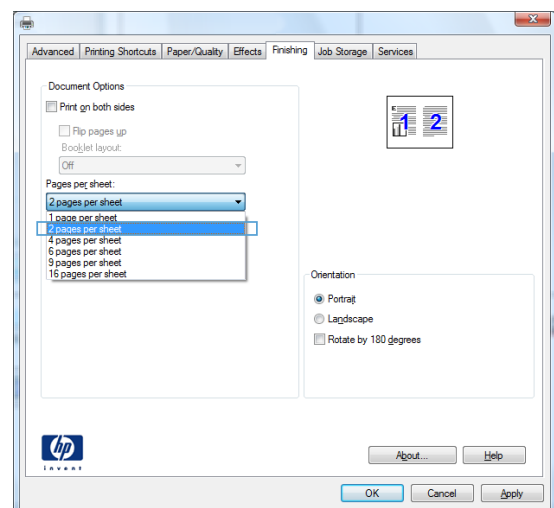 Advanced Printing Shortcuts Paper/Quality Effects Finishing Job Storage Services
Document Options
Print on both sides
Flip pages up
Booklet layout:
Off
Pages per sheet:
2 pages per sheet
1 page per sheet
2 pages per sheet
4 pages per sheet
6 pages per sheet
9 pages per sheet
16 pages per sheet
1 2
Orientation
Portrait
Landscape
Rotate by 180 degrees
hp
invent
About... Help
OK Cancel Apply